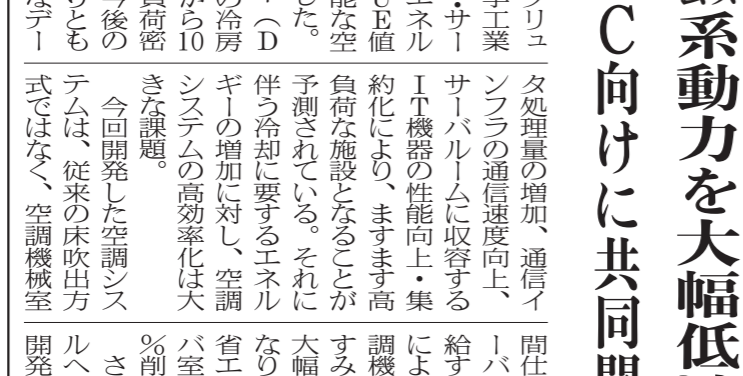 系動力を大幅低
C向けに共同開
リュ
工業
・サー
エネル
UE値
能な空
した。
（D
の冷房
から10
負荷密
今後の
りとも
なデー
タ処理量の増加、通信イ
ンフラの通信速度向上、
サーバルームに収容する
IT機器の性能向上・集
約化により、ますます高
負荷な施設となることが
予測されている。それに
伴う冷却に要するエネル
ギーの増加に対し、空調
システムの高効率化は大
きな課題。
今回開発した空調シス
テムは、従来の床吹出方
式ではなく、空調機械室
間仕
ーバ
給す
によ
調機
すみ
大幅
なり
省エ
バ室
％削
さ
ルへ
開発